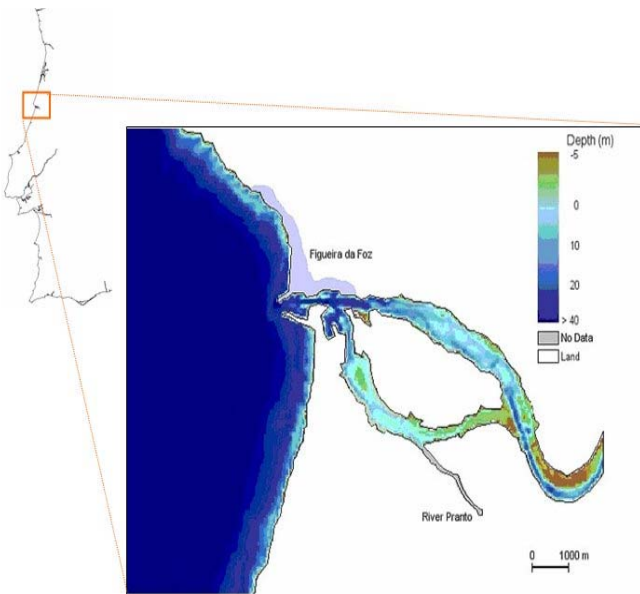 Depth (m)
-5
0
10
20
> 40
No Data
Land
Figueira da Foz
River Pranto
0 1000 m